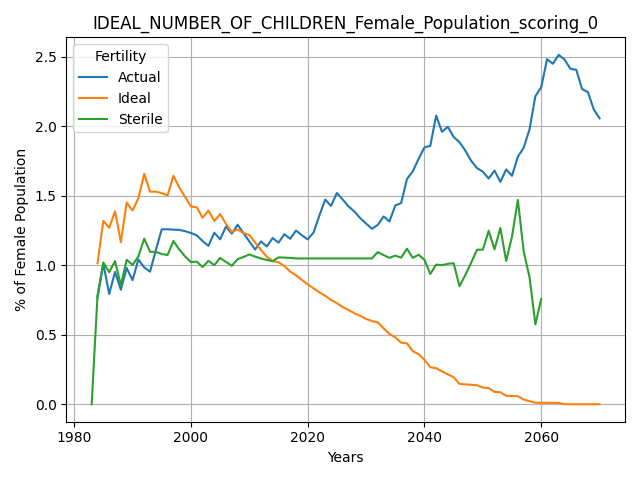 IDEAL_NUMBER_OF_CHILDREN_Female_Population_scoring_0
Fertility
Actual
Ideal
Sterile
% of Female Population
2.5
2.0
1.5
1.0
0.5
0.0
1980 2000 2020 2040 2060
Years